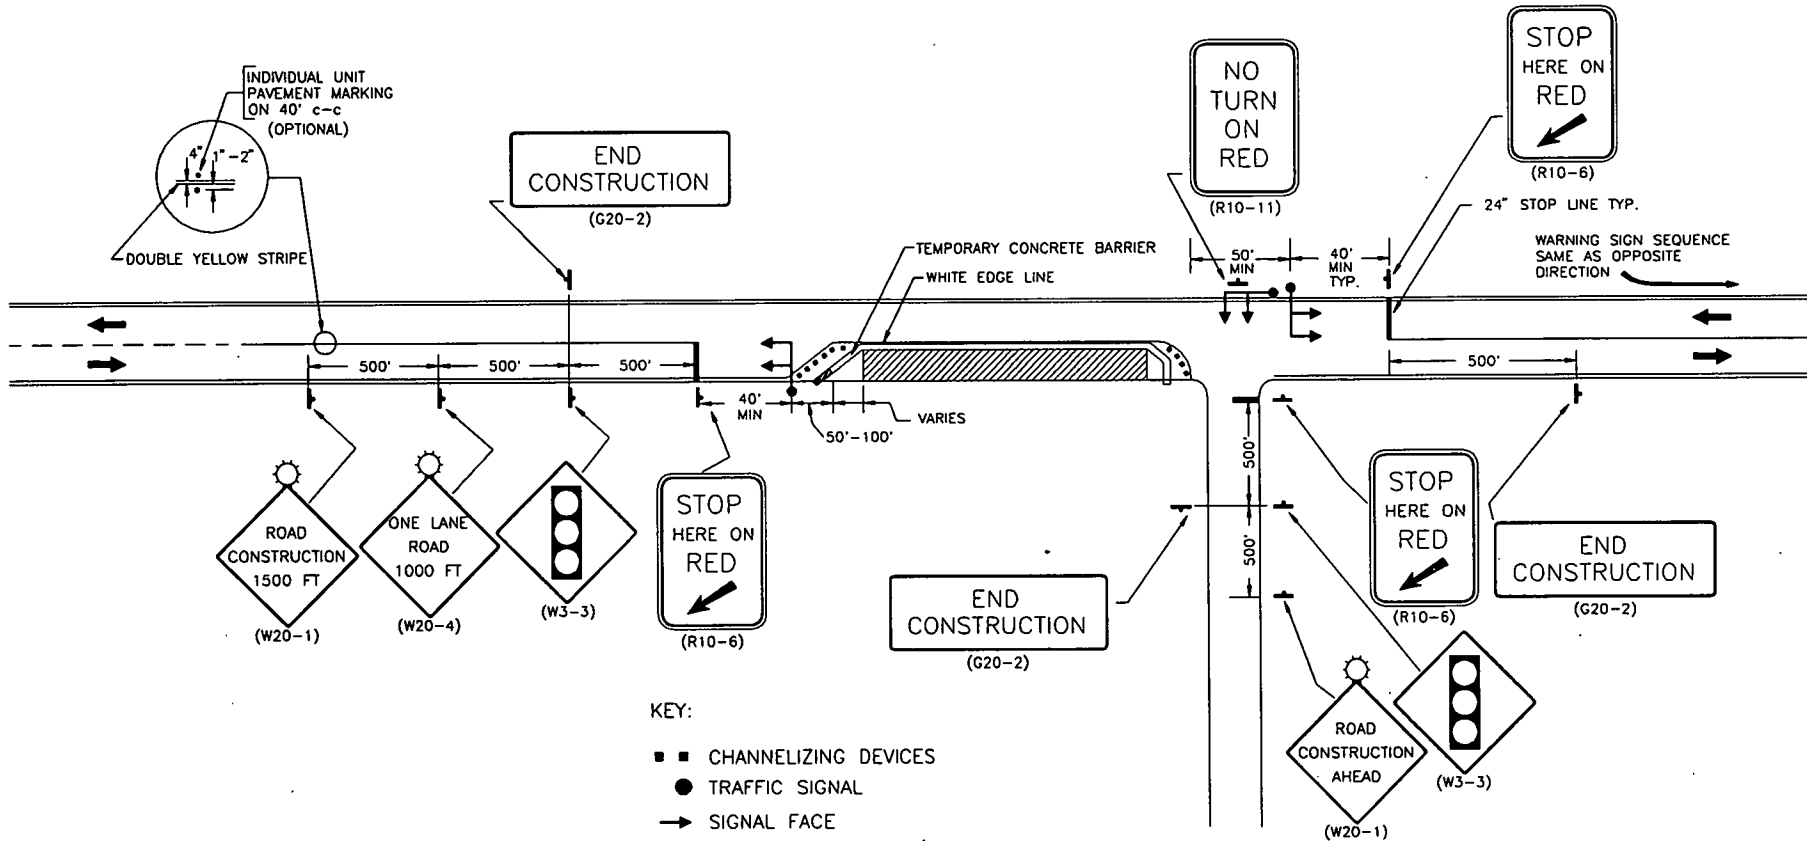 INDIVIDUAL UNIT
PAVEMENT MARKING
ON 40' c-c
(OPTIONAL)
4"
1"-2"
DOUBLE YELLOW STRIPE
END
CONSTRUCTION
(G20-2)
NO
TURN
ON
RED
(R10-11)
STOP
HERE ON
RED
(R10-6)
24" STOP LINE TYP.
WARNING SIGN SEQUENCE
SAME AS OPPOSITE
DIRECTION
TEMPORARY CONCRETE BARRIER
WHITE EDGE LINE
50'
MIN
40'
MIN
TYP.
500'
500'
500'
500'
40'
MIN
50'-100'
VARIES
500'
500'
ROAD
CONSTRUCTION
1500 FT
(W20-1)
ONE LANE
ROAD
1000 FT
(W20-4)
(W3-3)
STOP
HERE ON
RED
(R10-6)
END
CONSTRUCTION
(G20-2)
STOP
HERE ON
RED
(R10-6)
END
CONSTRUCTION
(G20-2)
ROAD
CONSTRUCTION
AHEAD
(W20-1)
(W3-3)
KEY:
CHANNELIZING DEVICES
TRAFFIC SIGNAL
SIGNAL FACE